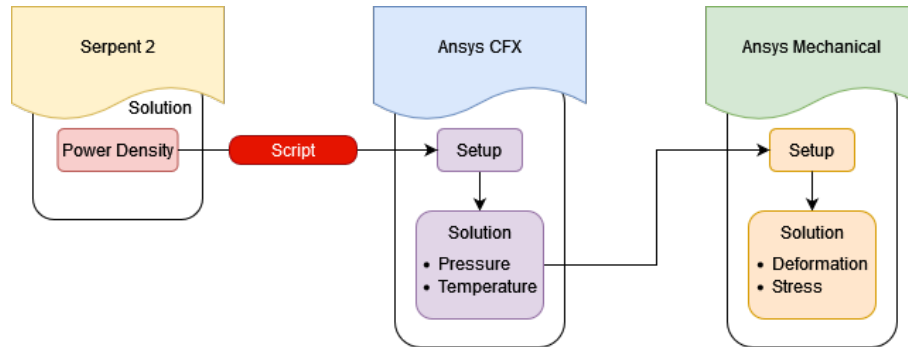 Serpent 2
Solution
Power Density
Script
Ansys CFX
Setup
Solution
• Pressure
• Temperature
Ansys Mechanical
Setup
Solution
• Deformation
• Stress